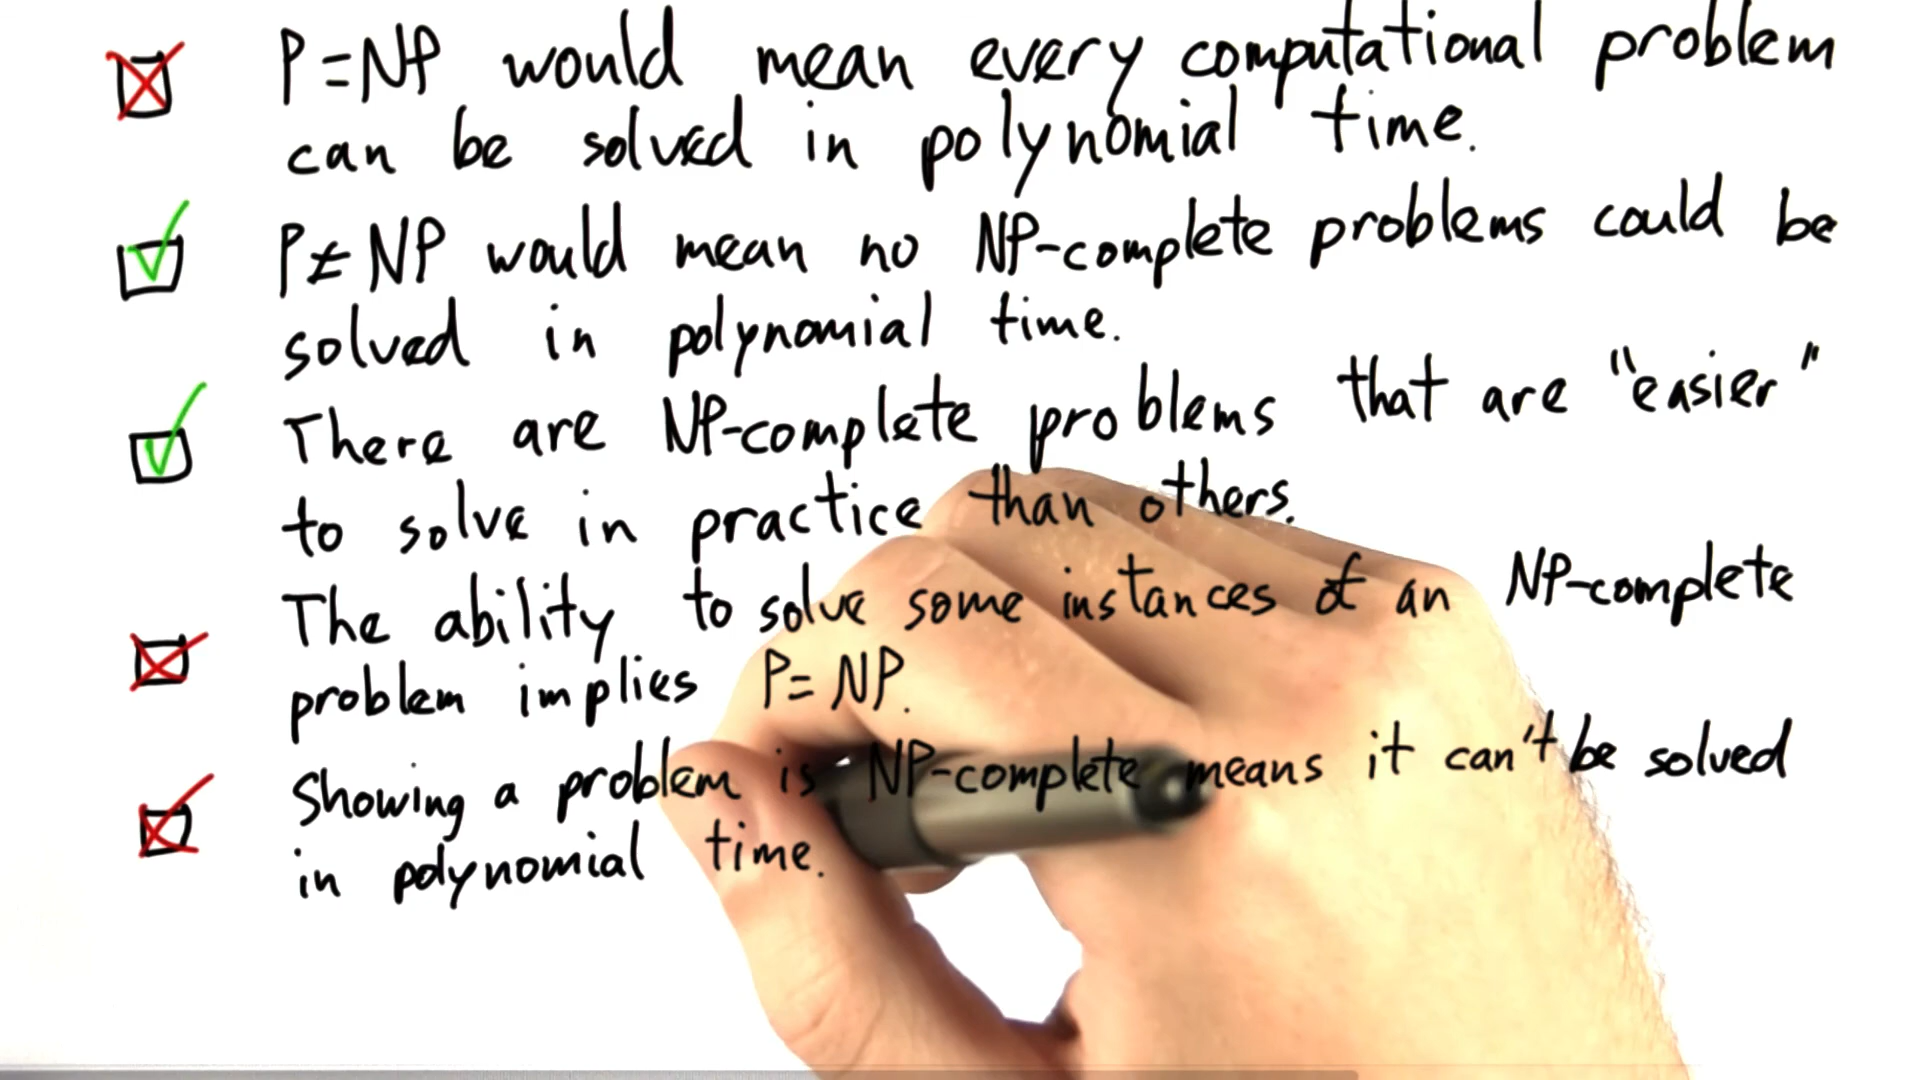 P=NP would mean every computational problem
can be solved in polynomial time.
P≠NP would mean no NP-complete problems could be
solved in polynomial time.
There are NP-complete problems that are "easier"
to solve in practice than others.
The ability to solve some instances of an NP-complete
problem implies P=NP.
Showing a problem is NP-complete means it can't be solved
in polynomial time.